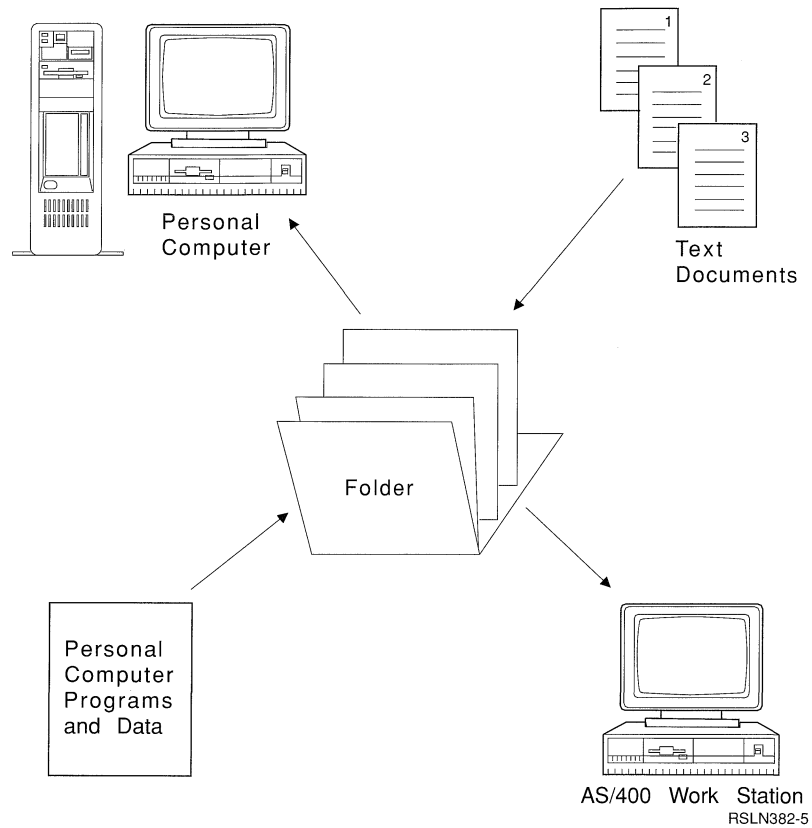 1
2
3
Personal
Computer
Text
Documents
Folder
Personal
Computer
Programs
and Data
AS/400 Work Station
RSLN382-5